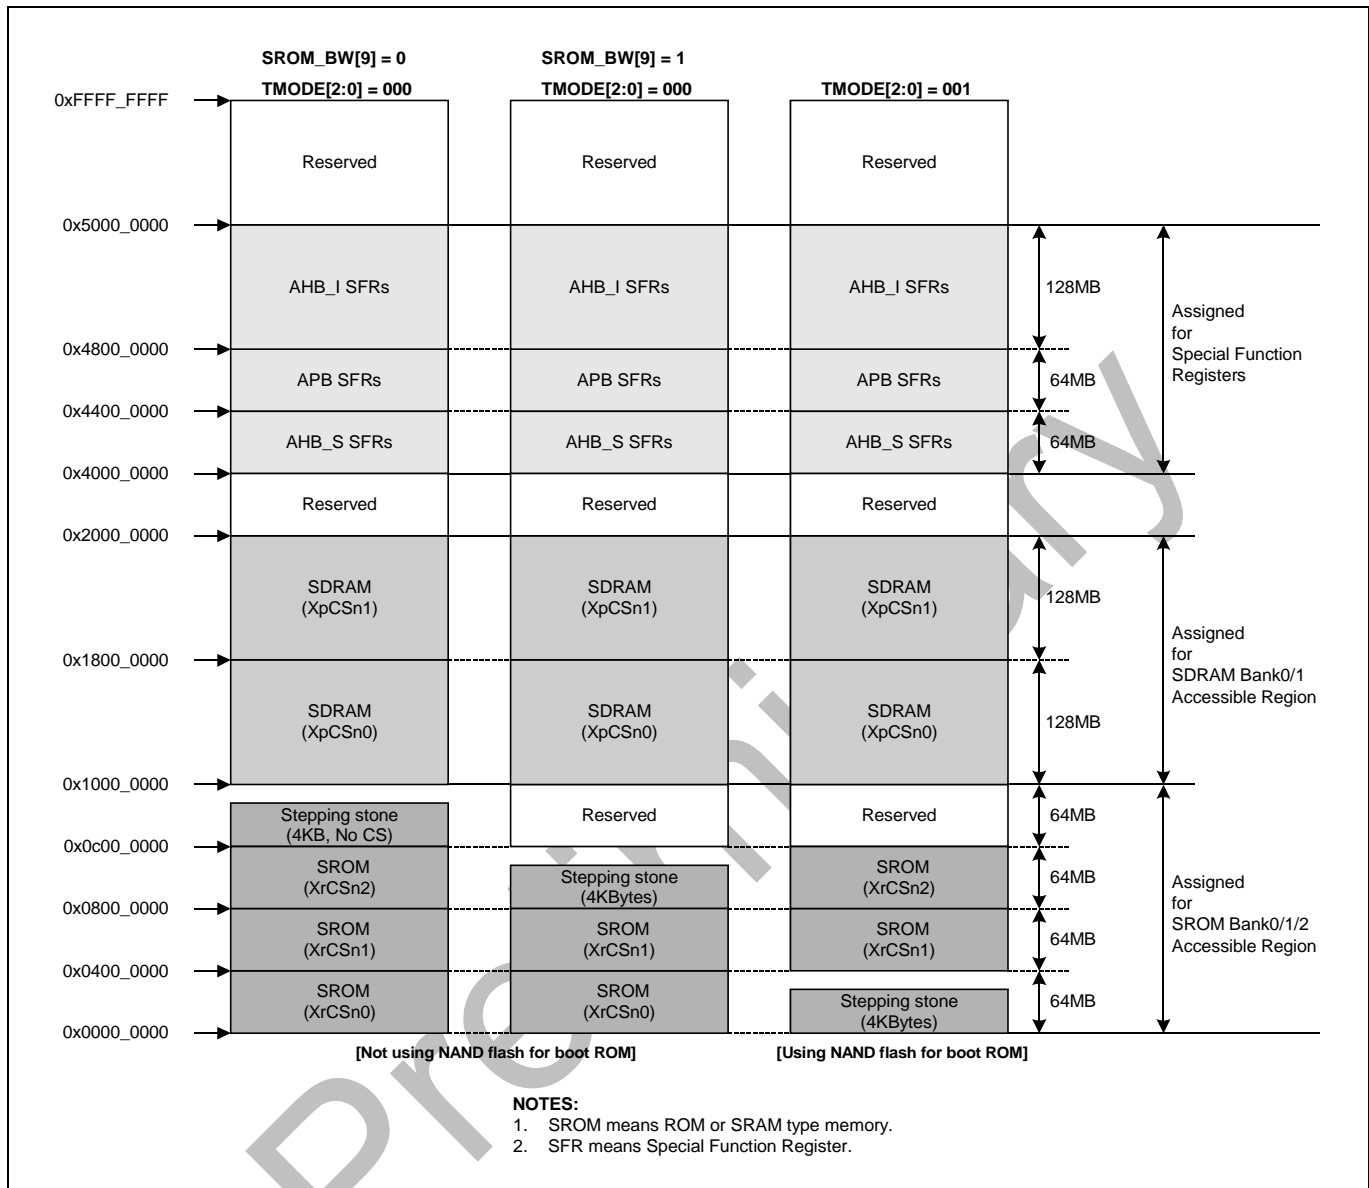 SROM_BW[9] = 0 SROM_BW[9] = 1
TMODE[2:0] = 000 TMODE[2:0] = 000 TMODE[2:0] = 001
0xFFFF_FFFF
Reserved Reserved Reserved
0x5000_0000
AHB_I SFRs AHB_I SFRs AHB_I SFRs 128MB
Assigned
for
Special Function
Registers
0x4800_0000
APB SFRs APB SFRs APB SFRs 64MB
0x4400_0000
AHB_S SFRs AHB_S SFRs AHB_S SFRs 64MB
0x4000_0000
Reserved Reserved Reserved
0x2000_0000
SDRAM SDRAM SDRAM
(XpCSn1) (XpCSn1) (XpCSn1) 128MB
Assigned
for
SDRAM Bank0/1
Accessible Region
0x1800_0000
SDRAM SDRAM SDRAM
(XpCSn0) (XpCSn0) (XpCSn0) 128MB
0x1000_0000
Stepping stone Reserved Reserved 64MB
(4KB, No CS)
0x0c00_0000
SROM Stepping stone SROM 64MB
(XrCSn2) (4KBytes) (XrCSn2)
Assigned
for
SROM Bank0/1/2
Accessible Region
0x0800_0000
SROM SROM SROM 64MB
(XrCSn1) (XrCSn1) (XrCSn1)
0x0400_0000
SROM SROM Stepping stone 64MB
(XrCSn0) (XrCSn0) (4KBytes)
0x0000_0000
[Not using NAND flash for boot ROM] [Using NAND flash for boot ROM]
NOTES:
1. SROM means ROM or SRAM type memory.
2. SFR means Special Function Register.
Preliminary